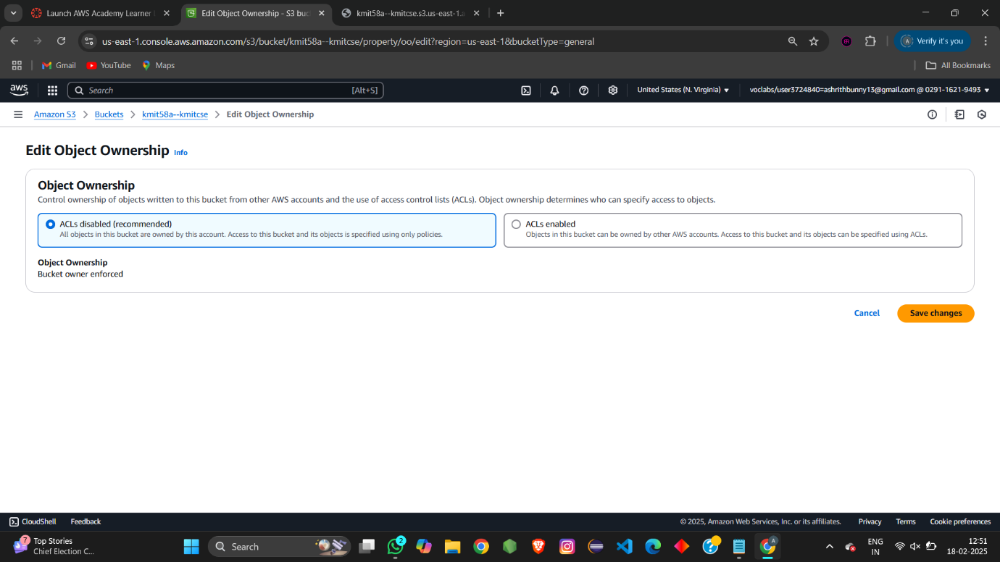 Launch AWS Academy Learner
Edit Object Ownership - S3 buc
kmit58a--kmitcse.s3.us-east-1.a
us-east-1.console.aws.amazon.com/s3/bucket/kmit58a--kmitcse/property/oo/edit?region=us-east-1&bucketType=general
Verify it's you
Gmail
YouTube
Maps
All Bookmarks
aws
Search
[Alt+S]
United States (N. Virginia)
voclabs/user3724840=ashrithbunny13@gmail.com @ 0291-1621-9493
Amazon S3 > Buckets > kmit58a--kmitcse > Edit Object Ownership
Edit Object Ownership Info
Object Ownership
Control ownership of objects written to this bucket from other AWS accounts and the use of access control lists (ACLs). Object ownership determines who can specify access to objects.
ACLs disabled (recommended)
All objects in this bucket are owned by this account. Access to this bucket and its objects is specified using only policies.
ACLs enabled
Objects in this bucket can be owned by other AWS accounts. Access to this bucket and its objects can be specified using ACLs.
Object Ownership
Bucket owner enforced
Cancel
Save changes
CloudShell
Feedback
© 2025, Amazon Web Services, Inc. or its affiliates.
Privacy
Terms
Cookie preferences
7
Top Stories
Chief Election C...
Search
2
A
ENG
IN
12:51
18-02-2025